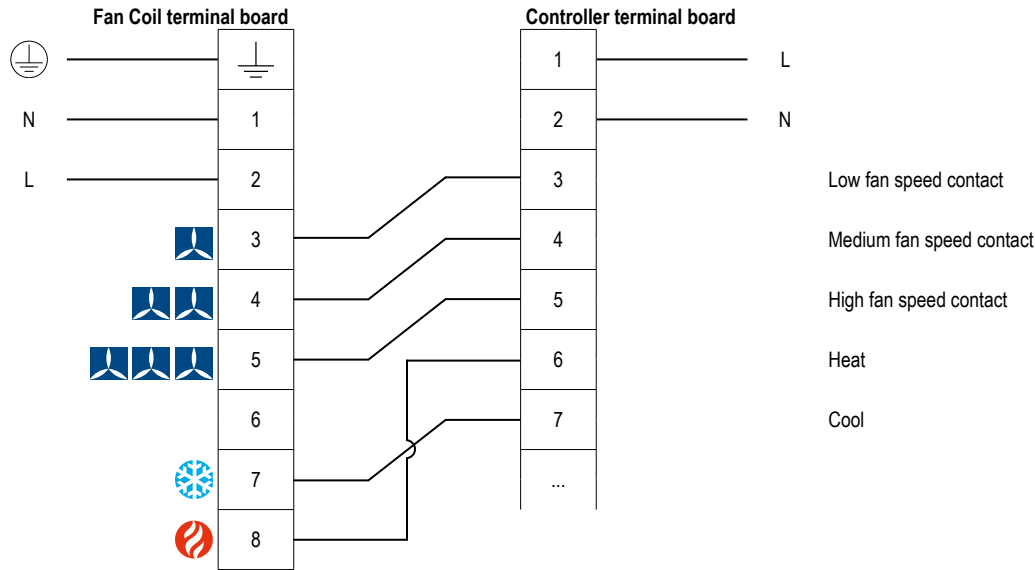 Fan Coil terminal board
Controller terminal board
1 L
N 1 2 N
L 2 3 Low fan speed contact
3 4 Medium fan speed contact
4 5 High fan speed contact
5 6 Heat
6 7 Cool
7 ...
8